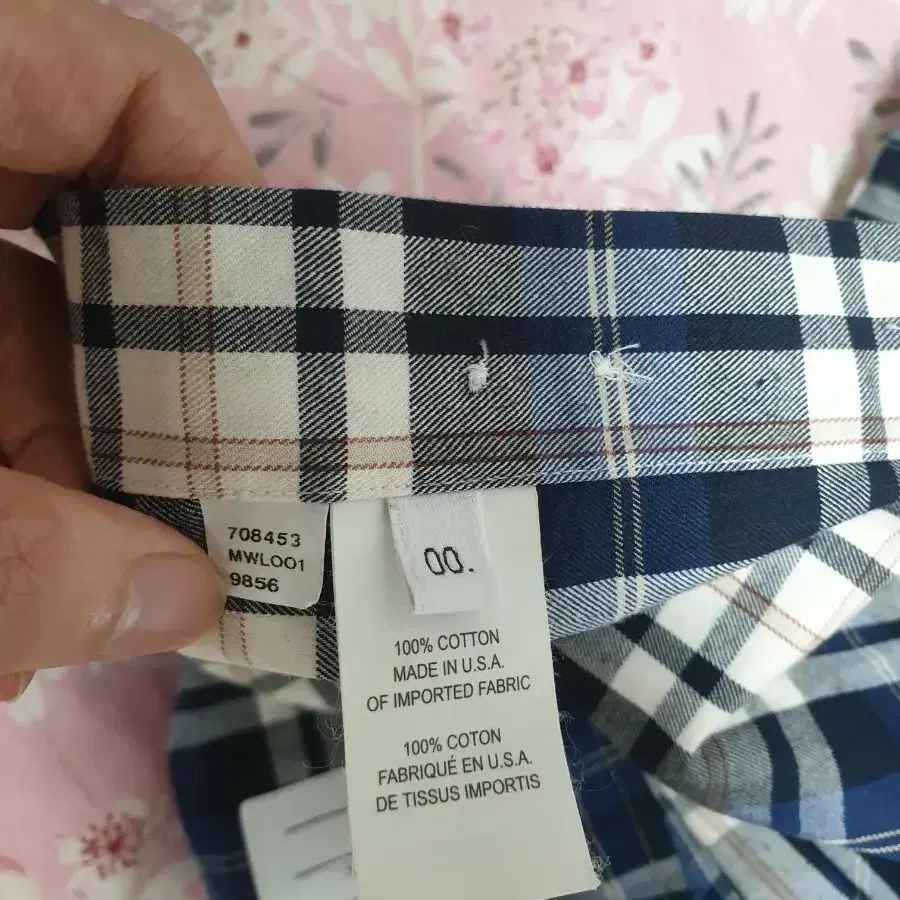 708453
MWL001
9856
00.
100% COTTON
MADE IN U.S.A.
OF IMPORTED FABRIC
100% COTON
FABRIQUÉ EN U.S.A.
DE TISSUS IMPORTIS